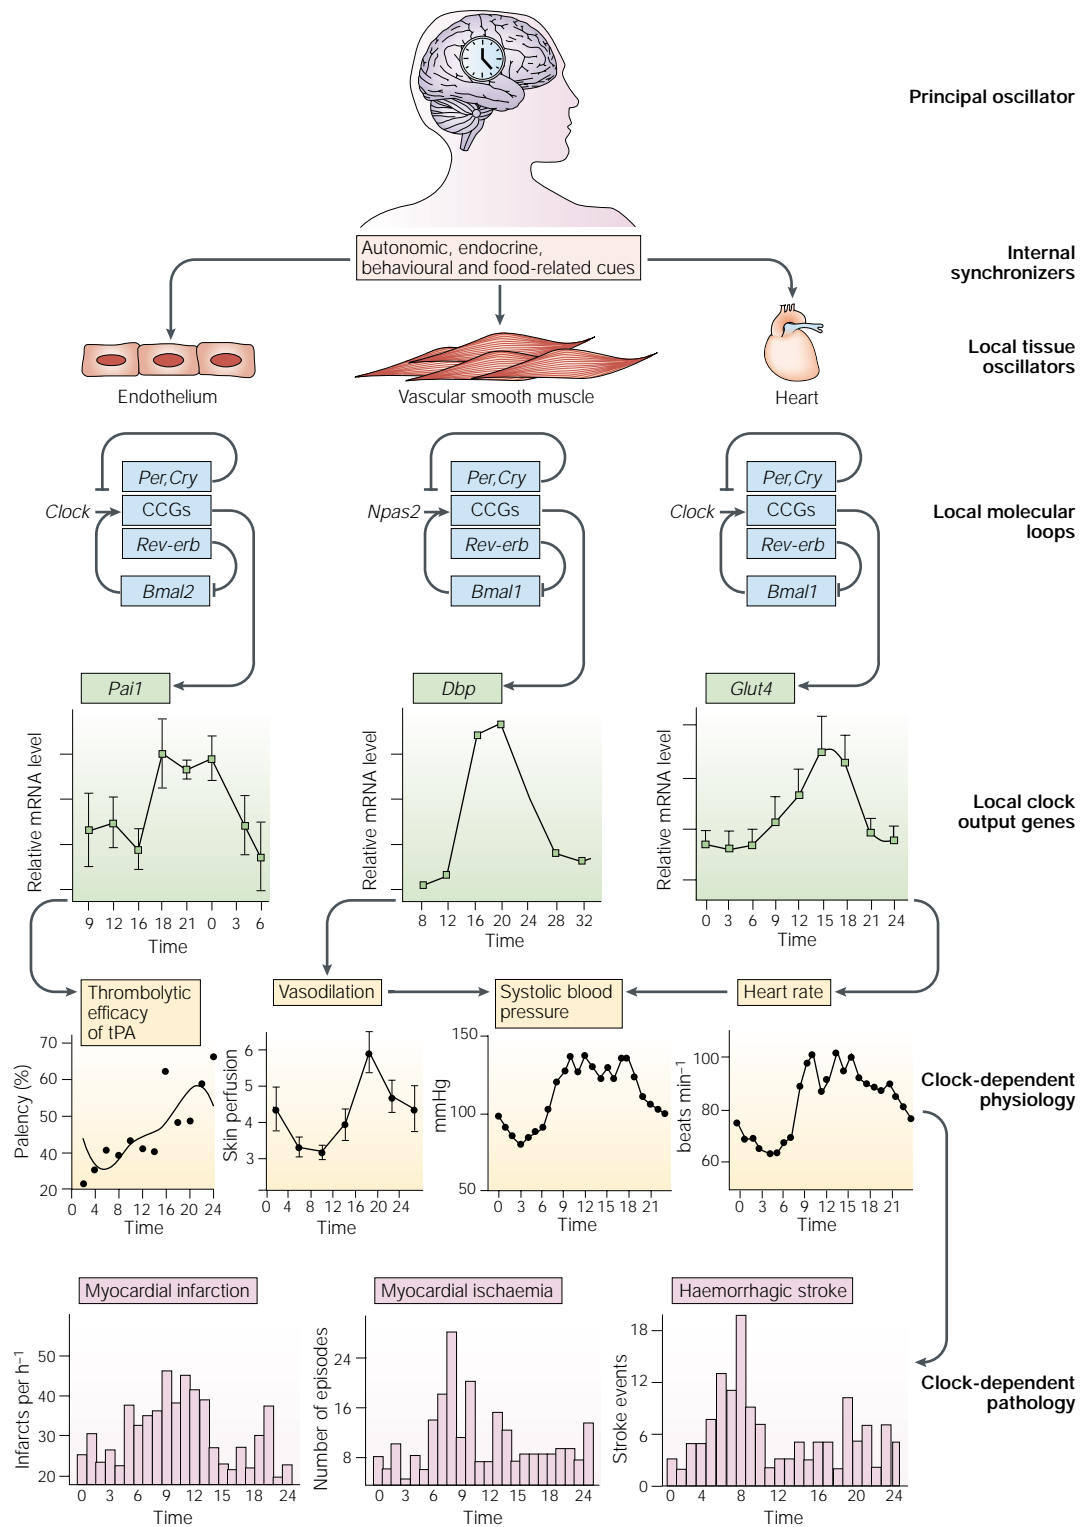 Principal oscillator
Autonomic, endocrine,
behavioural and food-related cues
Internal
synchronizers
Endothelium
Vascular smooth muscle
Heart
Local tissue
oscillators
Per, Cry
Clock
CCGs
Rev-erb
Bmal2
Per, Cry
Npas2
CCGs
Rev-erb
Bmal1
Per, Cry
Clock
CCGs
Rev-erb
Bmal1
Local molecular
loops
Pai1
Relative mRNA level
9 12 16 18 21 0 3 6
Time
Dbp
Relative mRNA level
8 12 16 20 24 28 32
Time
Glut4
Relative mRNA level
0 3 6 9 12 15 18 21 24
Time
Local clock
output genes
Thrombolytic
efficacy
of tPA
Palency (%)
70
60
50
40
20
0 4 8 12 16 20 24
Time
Vasodilation
Skin perfusion
6
5
4
3
0 4 8 12 16 20 24
Time
Systolic blood
pressure
mmHg
150
100
50
0 3 6 9 12 15 18 21
Time
Heart rate
beats min–1
100
80
60
0 3 6 9 12 15 18 21
Time
Clock-dependent
physiology
Myocardial infarction
Infarcts per h–1
50
40
30
20
0 3 6 9 12 14 18 20 24
Time
Myocardial ischaemia
Number of episodes
24
16
8
0 3 6 9 12 15 18 21 24
Time
Haemorrhagic stroke
Stroke events
18
12
6
0
0 4 8 12 16 20 24
Time
Clock-dependent
pathology